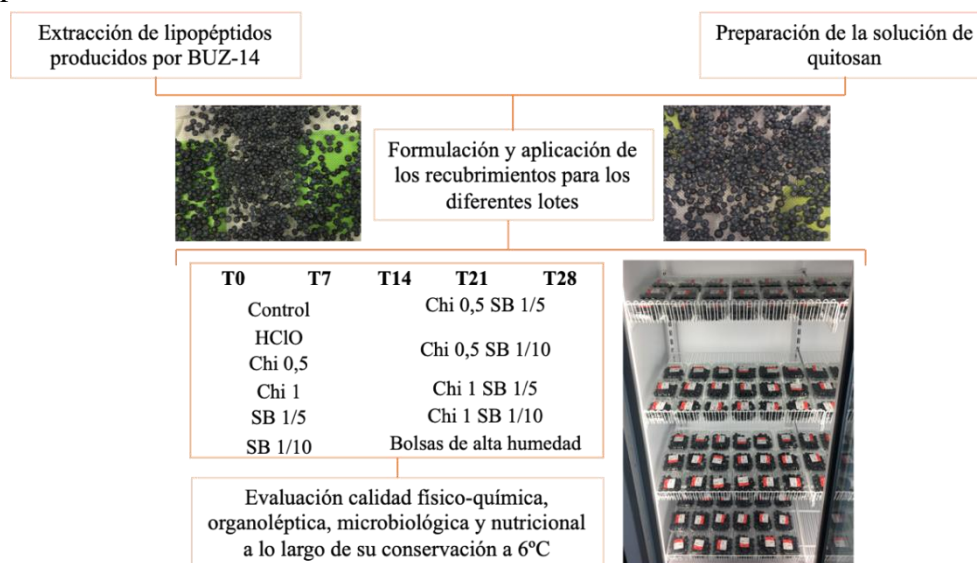 Extracción de lipopéptidos
producidos por BUZ-14
Preparación de la solución de
quitosan
Formulación y aplicación de
los recubrimientos para los
diferentes lotes
T0 T7 T14 T21 T28
Control
HClO
Chi 0,5
Chi 1
SB 1/5
SB 1/10
Chi 0,5 SB 1/5
Chi 0,5 SB 1/10
Chi 1 SB 1/5
Chi 1 SB 1/10
Bolsas de alta humedad
Evaluación calidad físico-química,
organoléptica, microbiológica y nutricional
a lo largo de su conservación a 6ºC